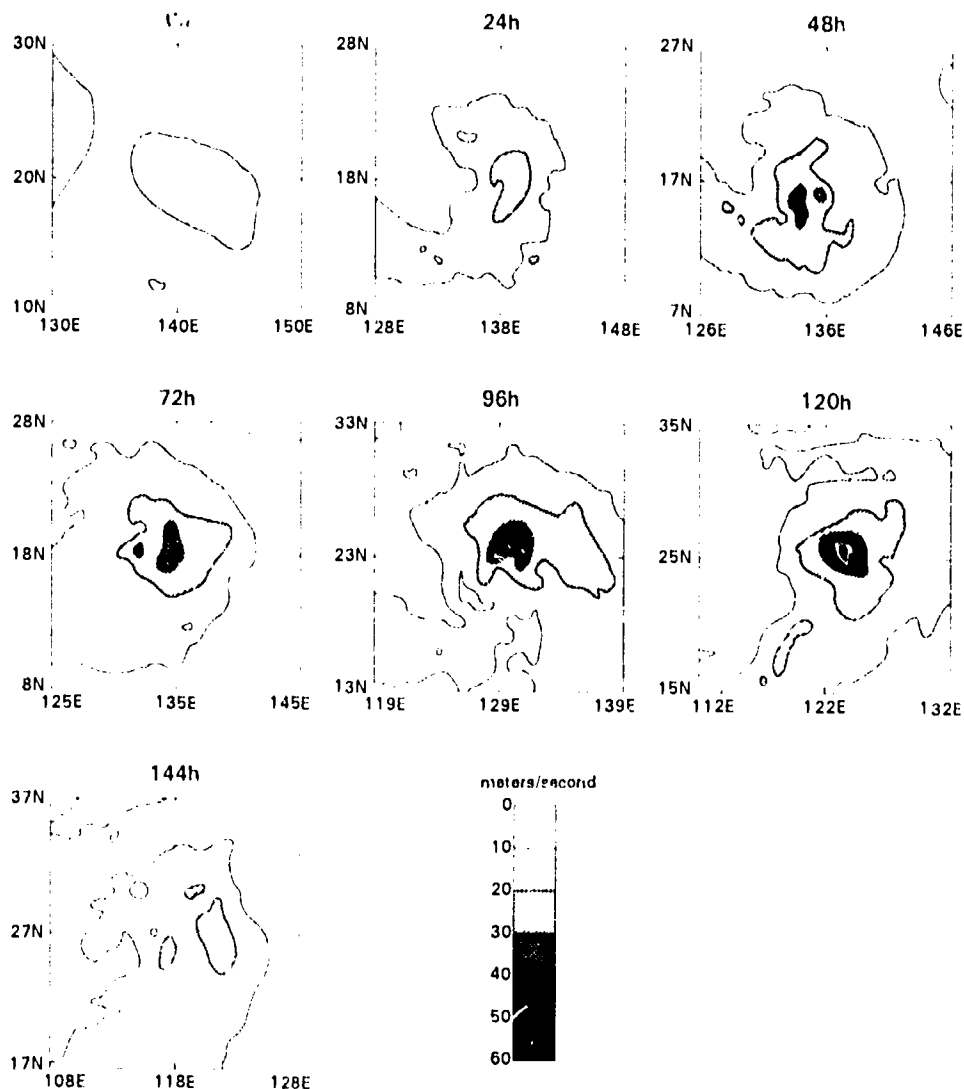 24h 48h
30N 28N 27N
20N 18N 17N
10N 8N 7N
130E 140E 150E 128E 138E 148E 126E 136E 146E
72h 96h 120h
28N 33N 35N
18N 23N 25N
8N 13N 15N
125E 135E 145E 119E 129E 139E 112E 122E 132E
144h
37N
27N
17N
108E 118E 128E
meters/second
0
10
20
30
40
50
60